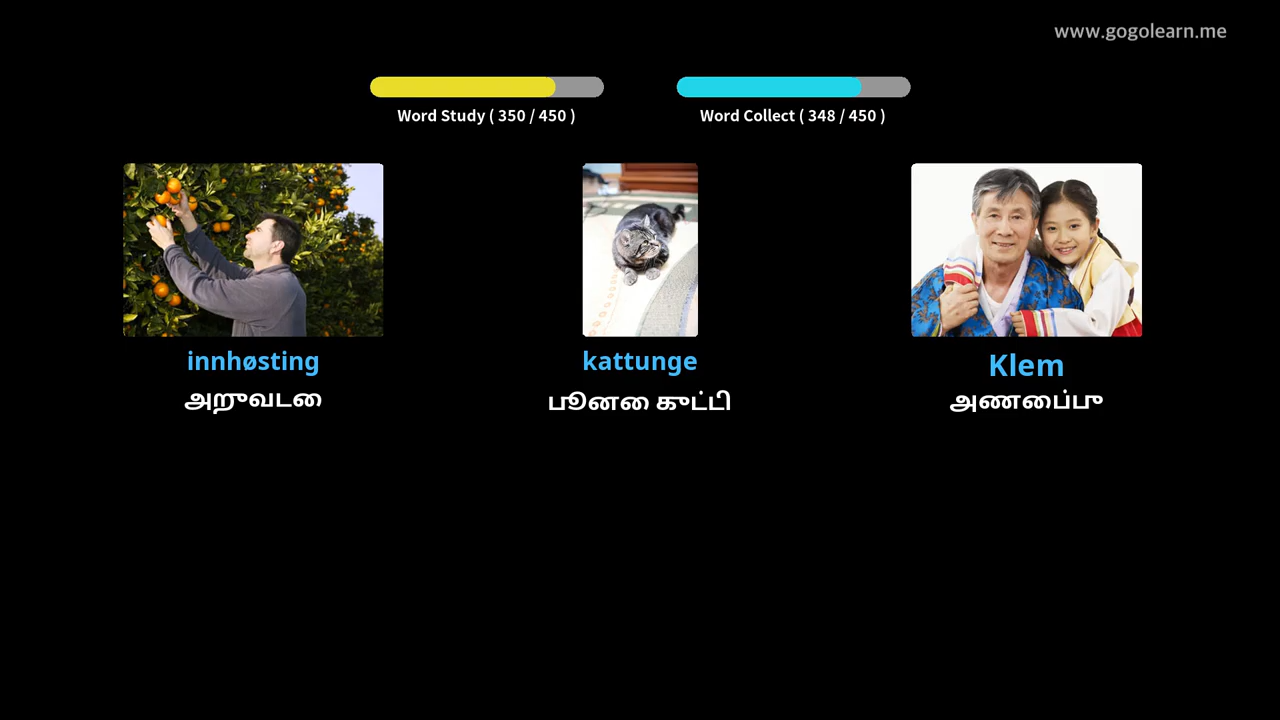 www.gogolearn.me
Word Study ( 350 / 450 )
Word Collect ( 348 / 450 )
innhøsting
kattunge
Klem
அறுவடை
பூனை குட்டி
அணைப்பு